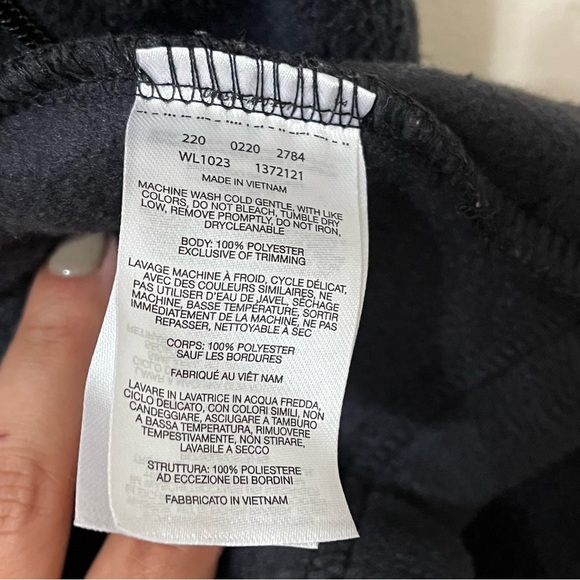 220 0220 2784
WL1023 1372121
MADE IN VIETNAM
MACHINE WASH COLD GENTLE, WITH LIKE
COLORS, DO NOT BLEACH, TUMBLE DRY
LOW, REMOVE PROMPTLY, DO NOT IRON,
DRYCLEANABLE
BODY: 100% POLYESTER
EXCLUSIVE OF TRIMMING
LAVAGE MACHINE À FROID, CYCLE DÉLICAT,
AVEC DES COULEURS SIMILAIRES, NE
PAS UTILISER D'EAU DE JAVEL, SÉCHAGE
MACHINE, BASSE TEMPÉRATURE, SORTIR
IMMÉDIATEMENT DE LA MACHINE, NE PAS
REPASSER, NETTOYABLE A SEC
CORPS: 100% POLYESTER
SAUF LES BORDURES
FABRIQUÉ AU VIÊT NAM
LAVARE IN LAVATRICE IN ACQUA FREDDA,
CICLO DELICATO, CON COLORI SIMILI, NON
CANDEGGIARE, ASCIUGARE A TAMBURO
A BASSA TEMPERATURA, RIMUOVERE
TEMPESTIVAMENTE, NON STIRARE,
LAVABILE A SECCO
STRUTTURA: 100% POLIESTERE
AD ECCEZIONE DEI BORDINI
FABBRICATO IN VIETNAM